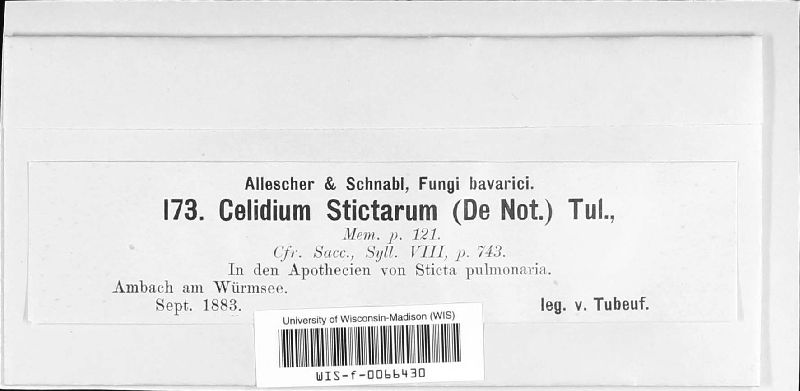 Allescher & Schnabl, Fungi bavarici.
173. Celidium Stictarum (De Not.) Tul.,
Mem. p. 121.
Cfr. Sacc., Syll. VIII, p. 743.
In den Apothecien von Sticta pulmonaria.
Ambach am Würmsee.
Sept. 1883. leg. v. Tubeuf.
University of Wisconsin-Madison (WIS)
WIS-f-0066430